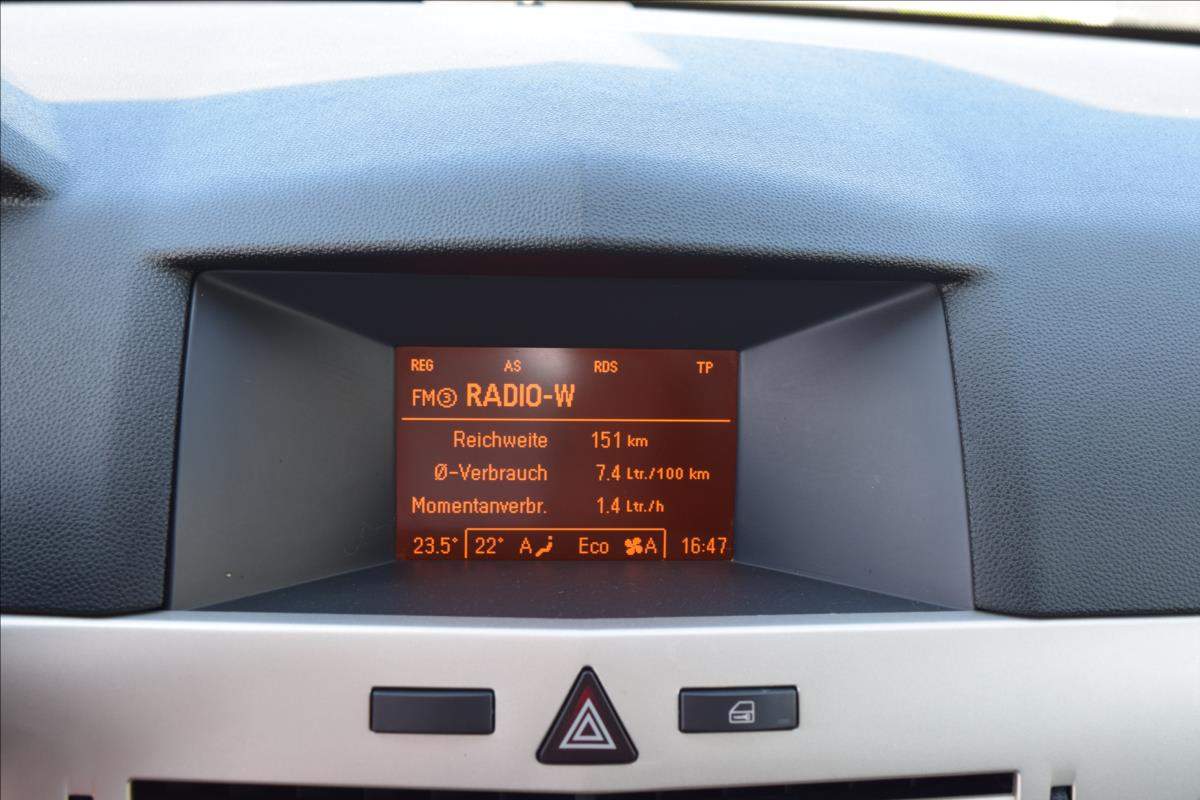 REG AS RDS TP
FM③ RADIO-W
Reichweite 151 km
Ø-Verbrauch 7.4 Ltr./100 km
Momentanverbr. 1.4 Ltr./h
23.5° 22° A Eco A 16:47